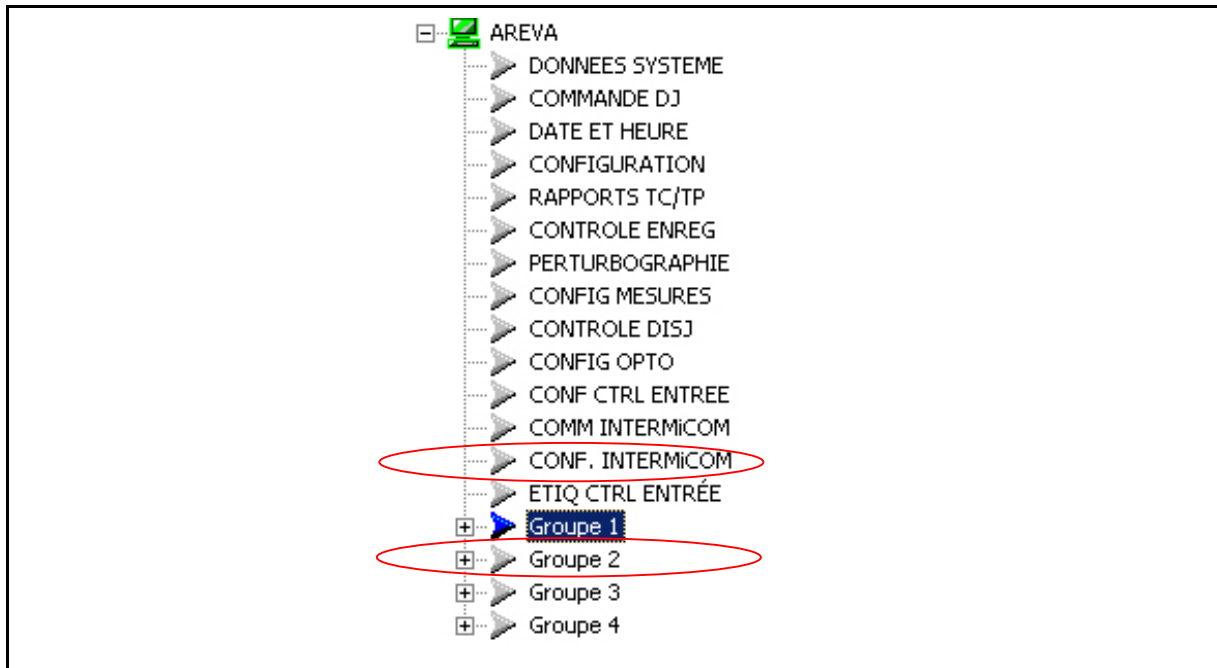 AREVA
DONNEES SYSTEME
COMMANDE DJ
DATE ET HEURE
CONFIGURATION
RAPPORTS TC/TP
CONTROLE ENREG
PERTURBOGRAPHIE
CONFIG MESURES
CONTROLE DISJ
CONFIG OPTO
CONF CTRL ENTREE
COMM INTERMiCOM
CONF. INTERMiCOM
ETIQ CTRL ENTRÉE
Groupe 1
Groupe 2
Groupe 3
Groupe 4